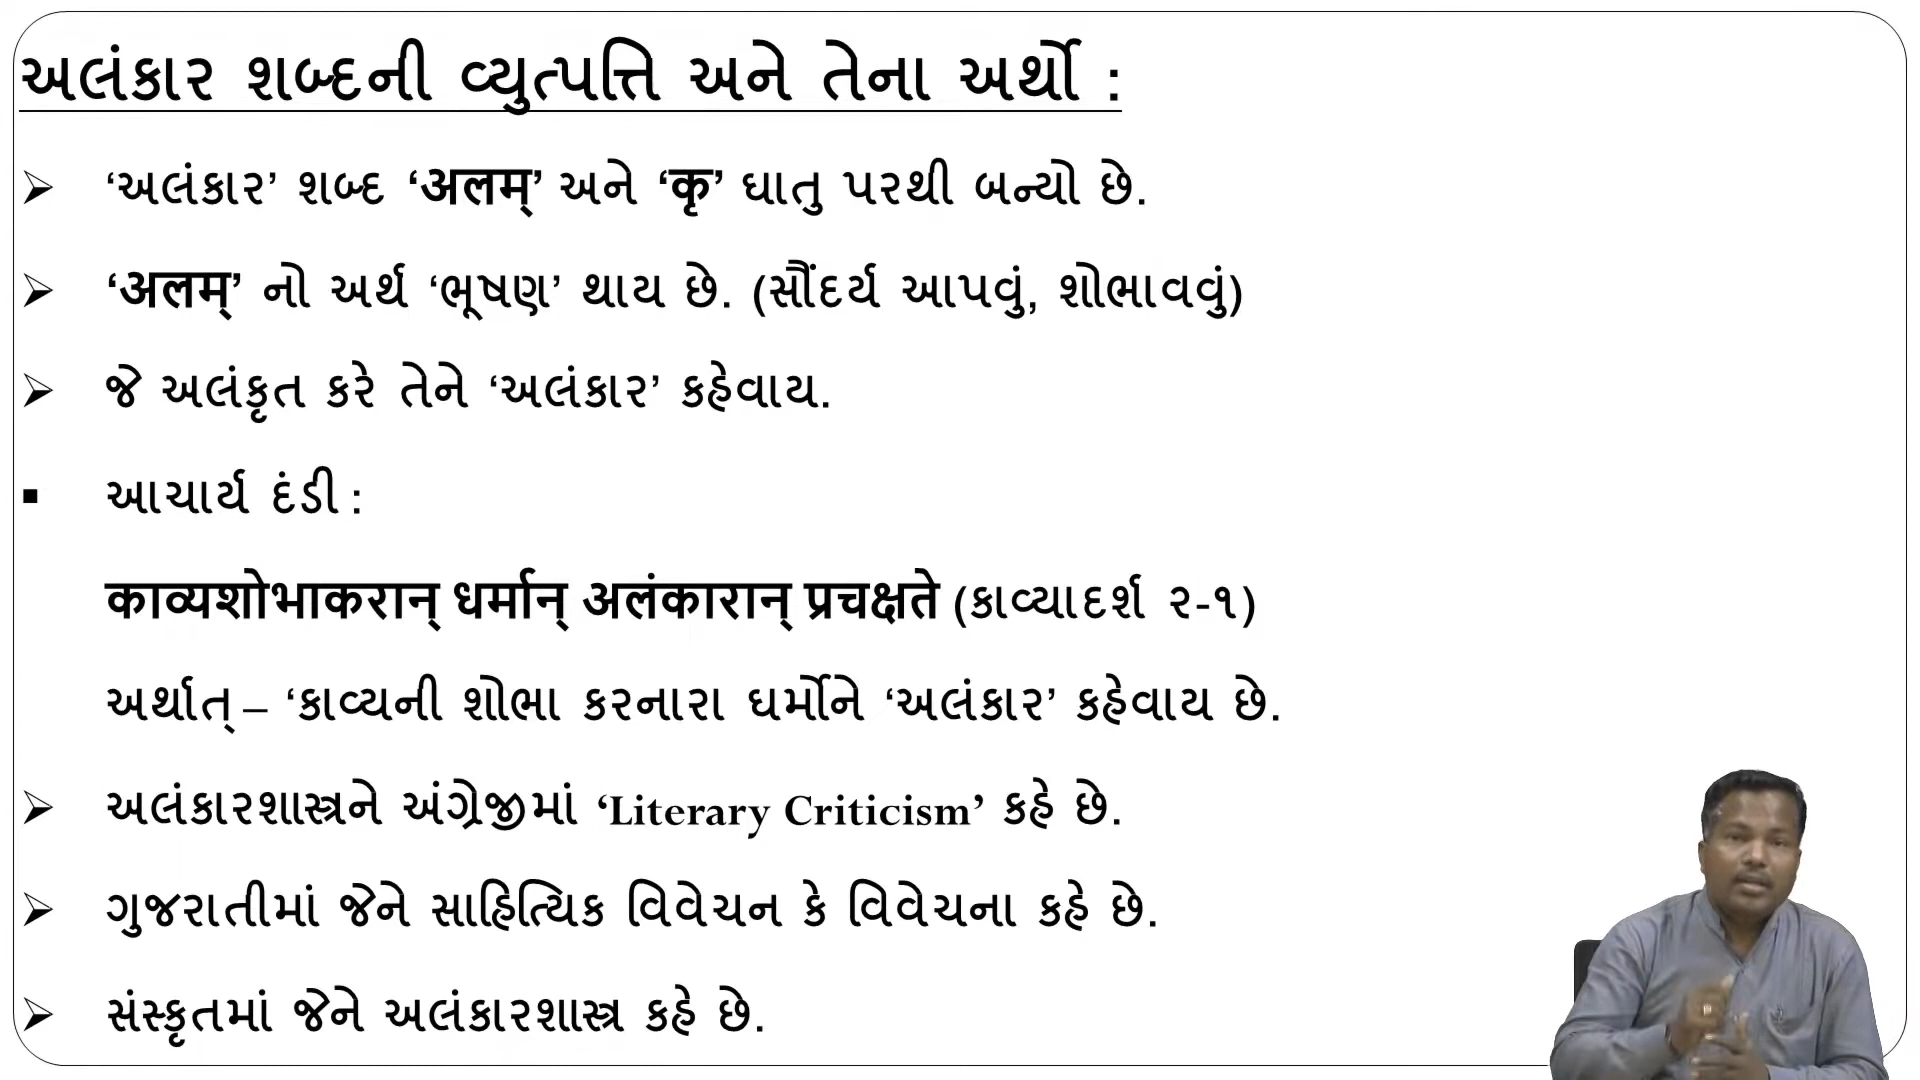 અલંકાર શબ્દની વ્યુત્પત્તિ અને તેના અર્થો :
‘અલંકાર’ શબ્દ ‘अलम्’ અને ‘कृ’ ધાતુ પરથી બન્યો છે.
‘अलम्’ નો અર્થ ‘ભૂષણ’ થાય છે. (સૌંદર્ય આપવું, શોભાવવું)
જે અલંકૃત કરે તેને ‘અલંકાર’ કહેવાય.
આચાર્ય દંડી :
काव्यशोभाकरान् धर्मान् अलंकारान् प्रचक्षते (કાવ્યાદર્શ ૨-૧)
અર્થાત્ – ‘કાવ્યની શોભા કરનારા ધર્મોને ‘અલંકાર’ કહેવાય છે.
અલંકારશાસ્ત્રને અંગ્રેજીમાં ‘Literary Criticism’ કહે છે.
ગુજરાતીમાં જેને સાહિત્યિક વિવેચન કે વિવેચના કહે છે.
સંસ્કૃતમાં જેને અલંકારશાસ્ત્ર કહે છે.